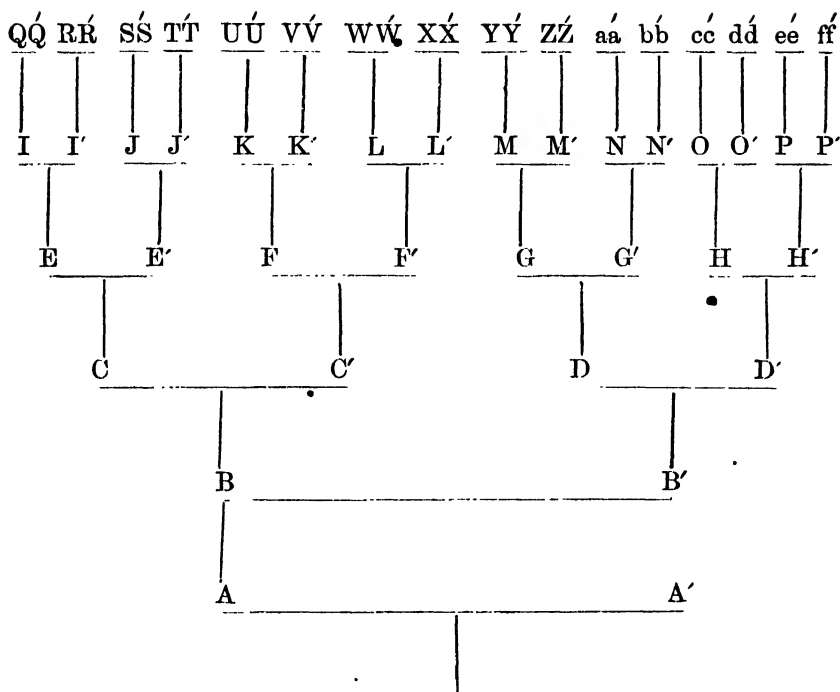 QQ́ RŔ SŚ TT́ UÚ VV́ WẂ XX́ YÝ ZŹ aá bb́ cć dd́ eé ff́
I I′ J J′ K K′ L L′ M M′ N N′ O O′ P P′
E E′ F F′ G G′ H H′
C C′ D D′
B B′
A A′